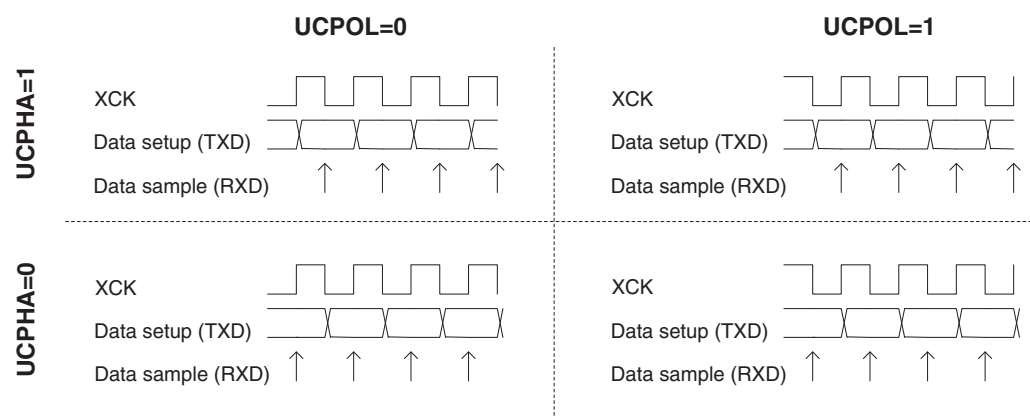 UCPOL=0
UCPOL=1
UCPHA=1
XCK
Data setup (TXD)
Data sample (RXD)
XCK
Data setup (TXD)
Data sample (RXD)
UCPHA=0
XCK
Data setup (TXD)
Data sample (RXD)
XCK
Data setup (TXD)
Data sample (RXD)